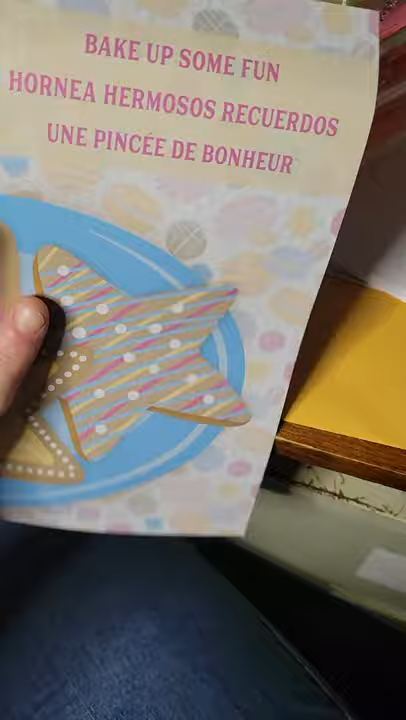 BAKE UP SOME FUN
HORNEA HERMOSOS RECUERDOS
UNE PINCÉE DE BONHEUR